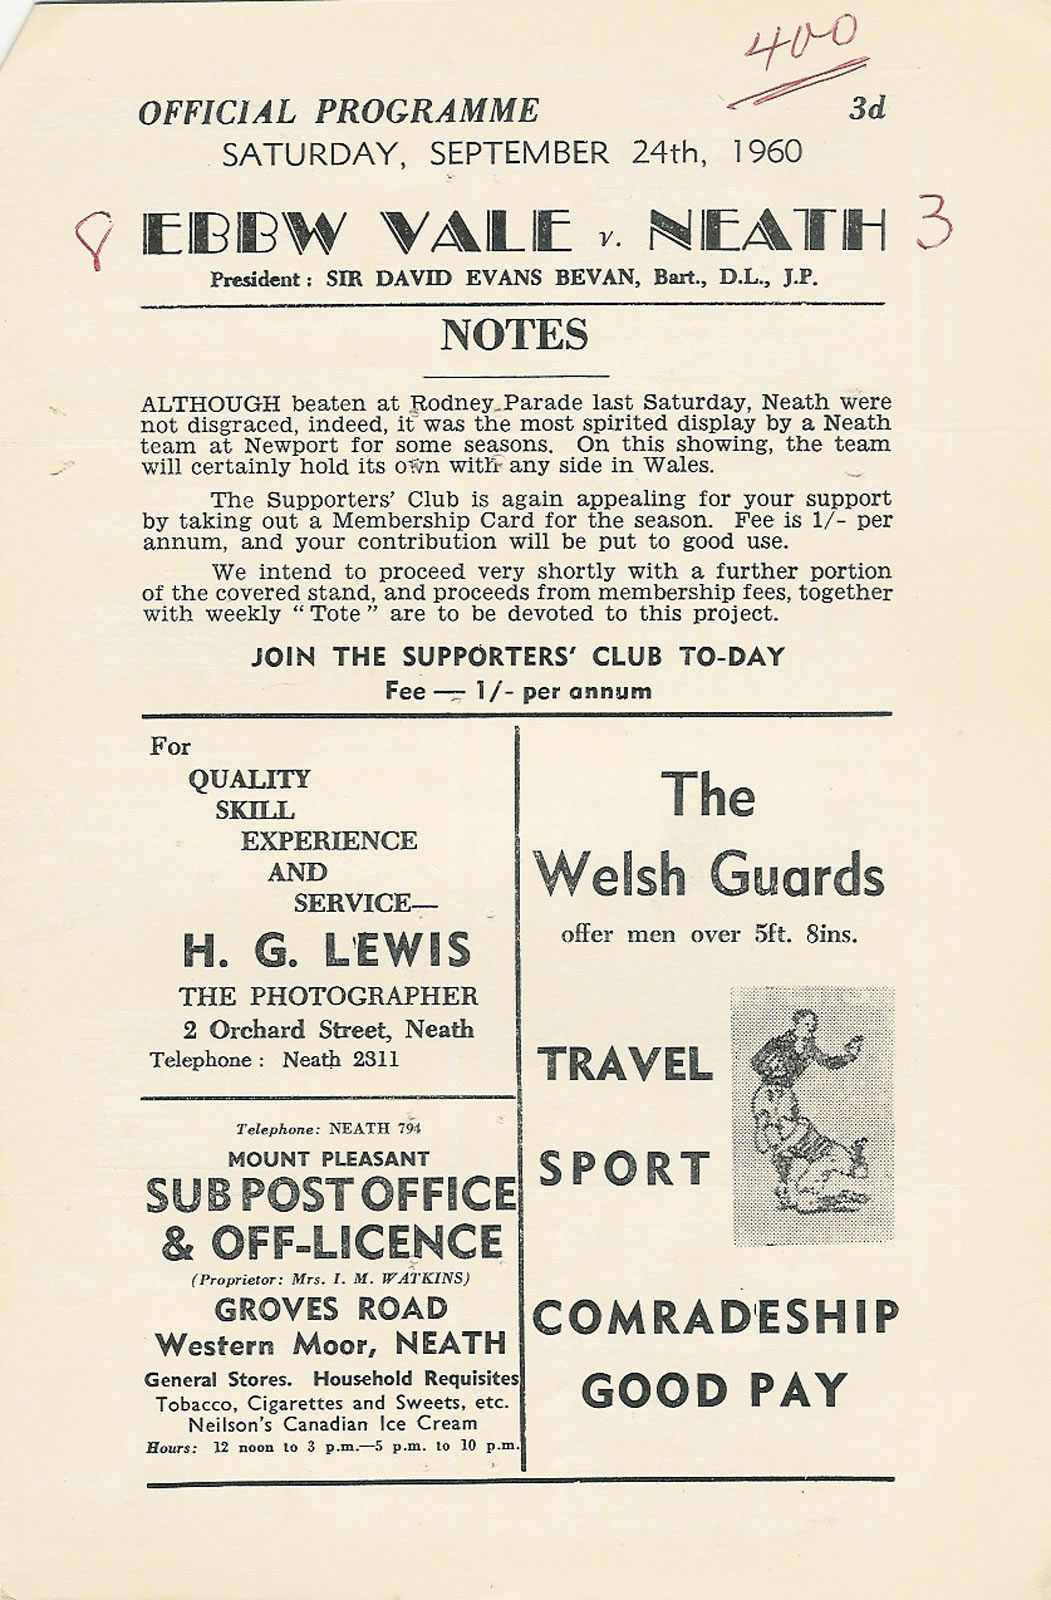 400
OFFICIAL PROGRAMME 3d
SATURDAY, SEPTEMBER 24th, 1960
8 EBBW VALE v. NEATH 3
President: SIR DAVID EVANS BEVAN, Bart., D.L., J.P.
NOTES
ALTHOUGH beaten at Rodney Parade last Saturday, Neath were
not disgraced, indeed, it was the most spirited display by a Neath
team at Newport for some seasons. On this showing, the team
will certainly hold its own with any side in Wales.
The Supporters' Club is again appealing for your support
by taking out a Membership Card for the season. Fee is 1/- per
annum, and your contribution will be put to good use.
We intend to proceed very shortly with a further portion
of the covered stand, and proceeds from membership fees, together
with weekly "Tote" are to be devoted to this project.
JOIN THE SUPPORTERS' CLUB TO-DAY
Fee — 1/- per annum
For
QUALITY
SKILL
EXPERIENCE
AND
SERVICE—
H. G. LEWIS
THE PHOTOGRAPHER
2 Orchard Street, Neath
Telephone: Neath 2311
Telephone: NEATH 794
MOUNT PLEASANT
SUB POST OFFICE
& OFF-LICENCE
(Proprietor: Mrs. I. M. WATKINS)
GROVES ROAD
Western Moor, NEATH
General Stores. Household Requisites
Tobacco, Cigarettes and Sweets, etc.
Neilson's Canadian Ice Cream
Hours: 12 noon to 3 p.m.—5 p.m. to 10 p.m.
The
Welsh Guards
offer men over 5ft. 8ins.
TRAVEL
SPORT
COMRADESHIP
GOOD PAY